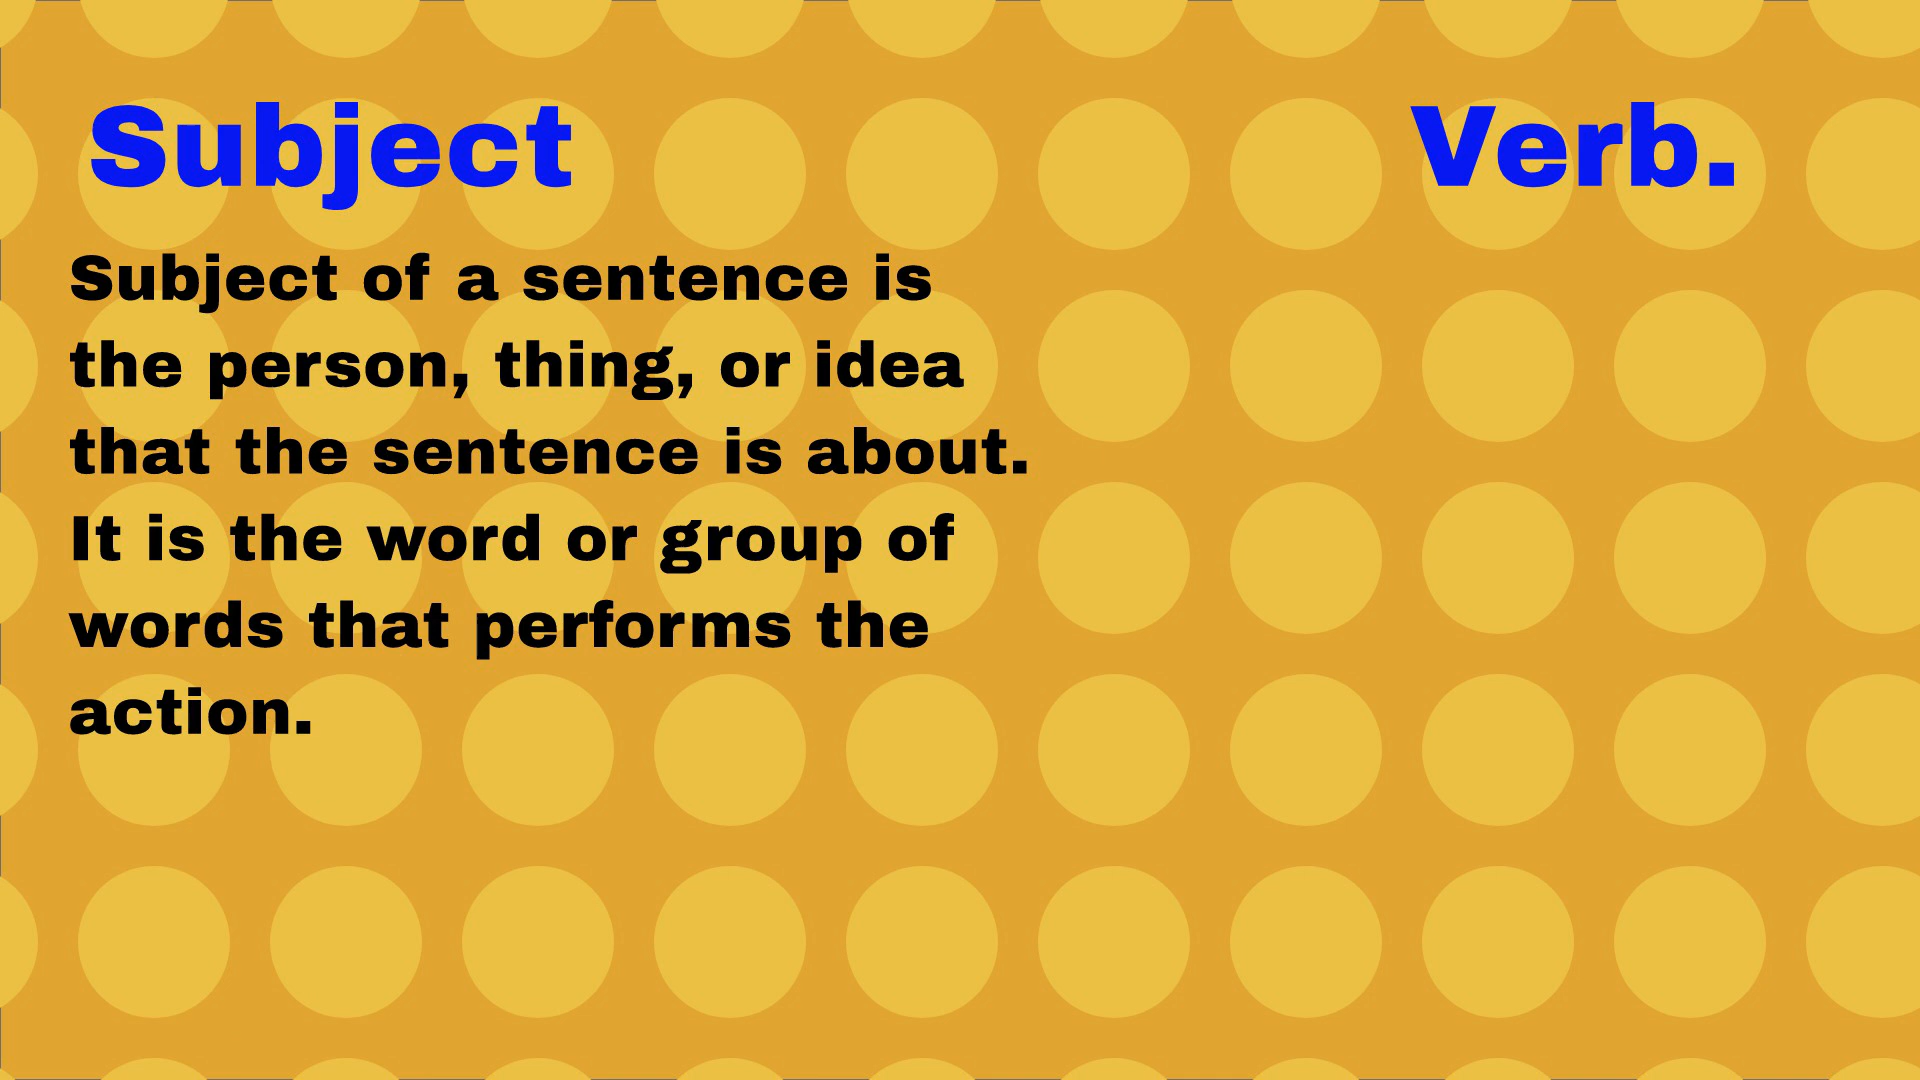 Subject
Verb.
Subject of a sentence is
the person, thing, or idea
that the sentence is about.
It is the word or group of
words that performs the
action.